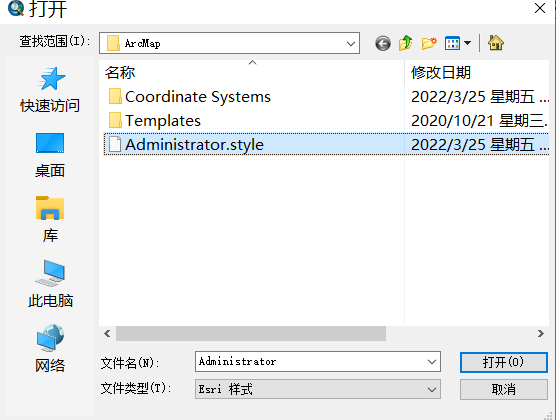 打开
查找范围(I): ArcMap
名称 修改日期
Coordinate Systems 2022/3/25 星期五 ...
Templates 2020/10/21 星期三...
Administrator.style 2022/3/25 星期五 ...
快速访问
桌面
库
此电脑
网络
文件名(N): Administrator 打开(O)
文件类型(T): Esri 样式 取消